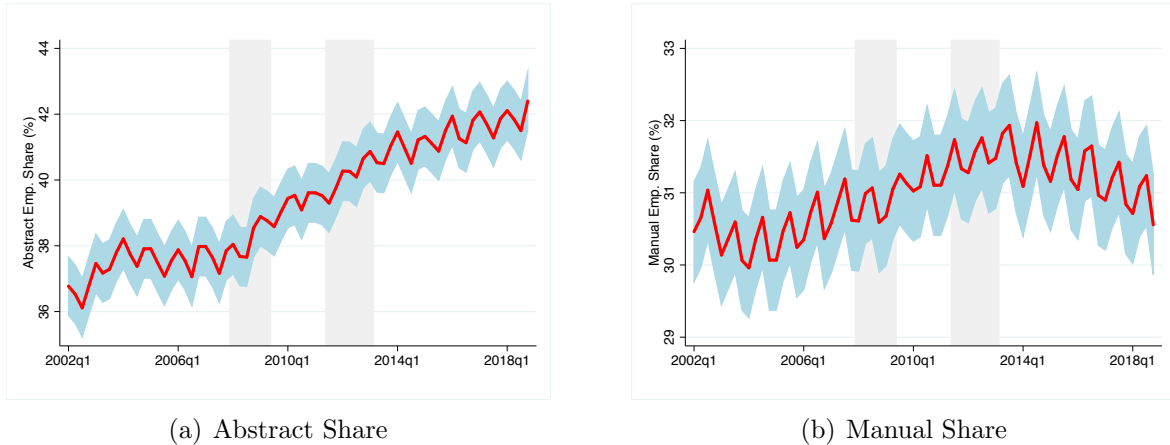 Abstract Emp. Share (%)
44
42
40
38
36
2002q1 2006q1 2010q1 2014q1 2018q1
(a) Abstract Share
Manual Emp. Share (%)
33
32
31
30
29
2002q1 2006q1 2010q1 2014q1 2018q1
(b) Manual Share